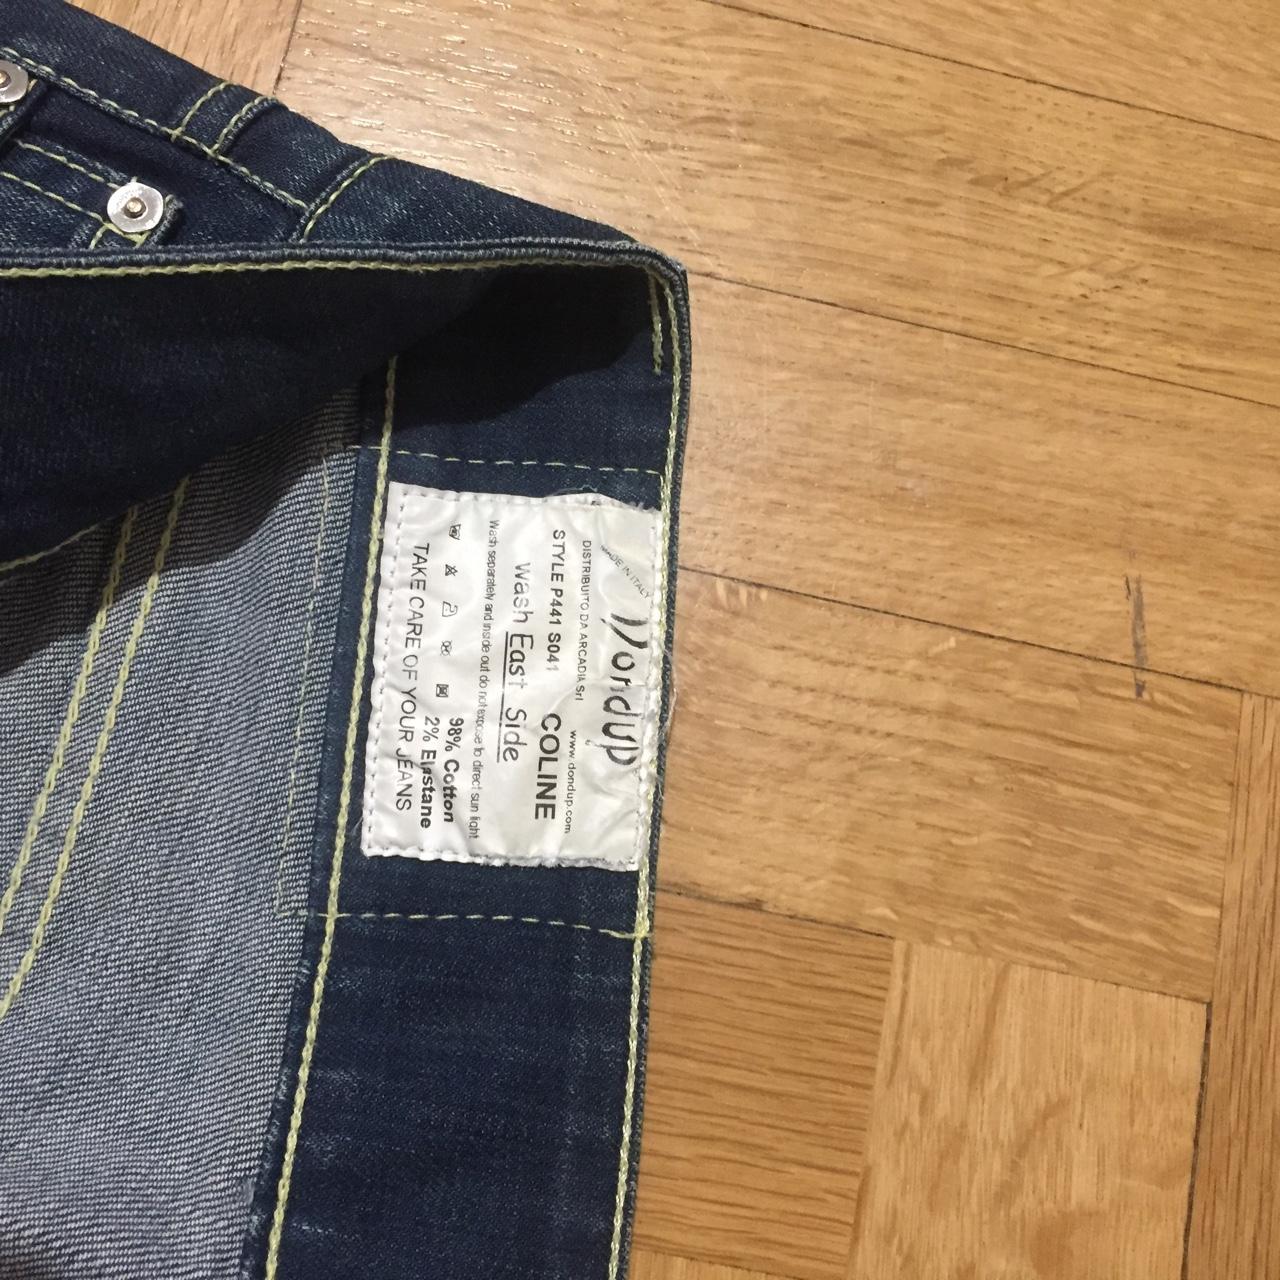 MADE IN ITALY
Dondup
DISTRIBUITO DA ARCADIA Srl www.dondup.com
STYLE P441 S041 COLINE
Wash East Side
Wash separately and inside out do not expose to direct sun light
98% Cotton
2% Elastane
TAKE CARE OF YOUR JEANS